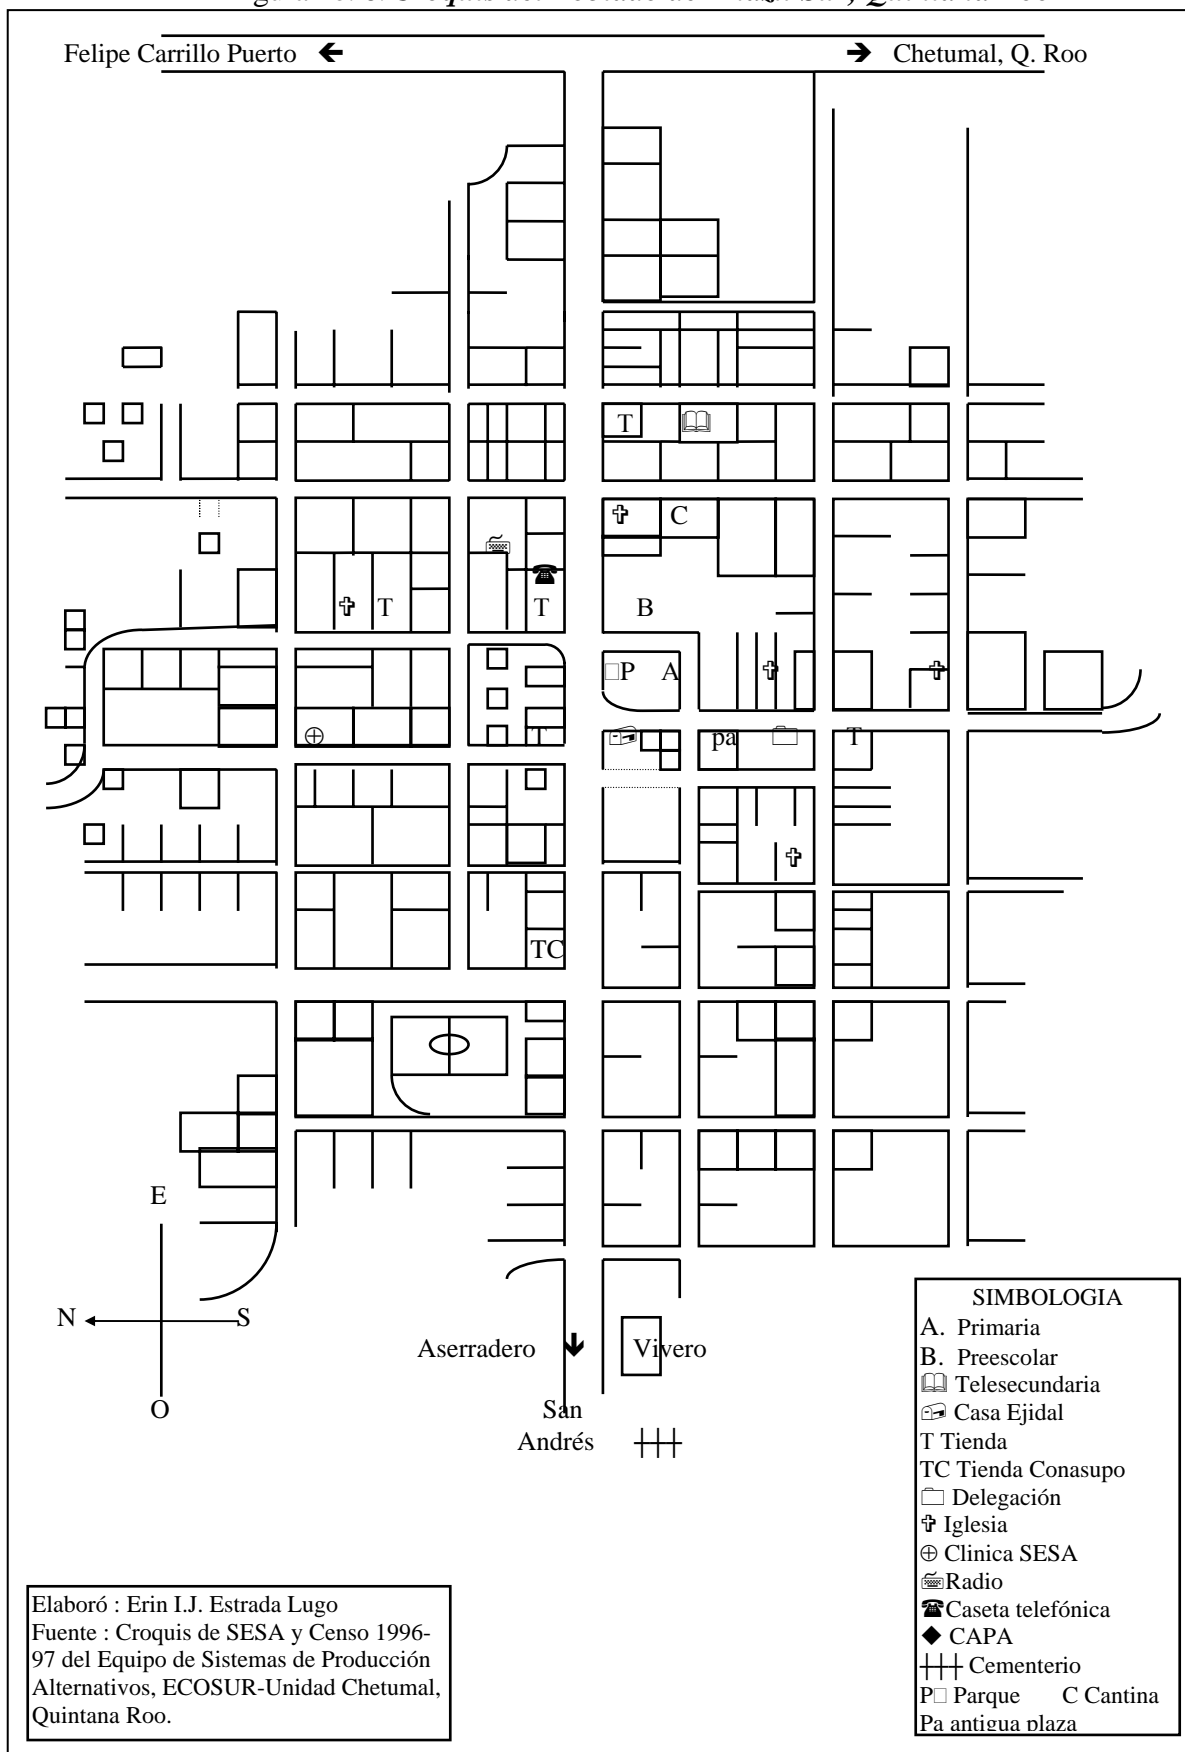 Felipe Carrillo Puerto ← → Chetumal, Q. Roo
T
C
T T B
P A
T pa T
TC
E
N S
O
Aserradero Vivero
San
Andrés
SIMBOLOGIA
A. Primaria
B. Preescolar
Telesecundaria
Casa Ejidal
T Tienda
TC Tienda Conasupo
Delegación
Iglesia
Clinica SESA
Radio
Caseta telefónica
CAPA
Cementerio
P□ Parque C Cantina
Pa antigua plaza
Elaboró : Erin I.J. Estrada Lugo
Fuente : Croquis de SESA y Censo 1996-
97 del Equipo de Sistemas de Producción
Alternativos, ECOSUR-Unidad Chetumal,
Quintana Roo.